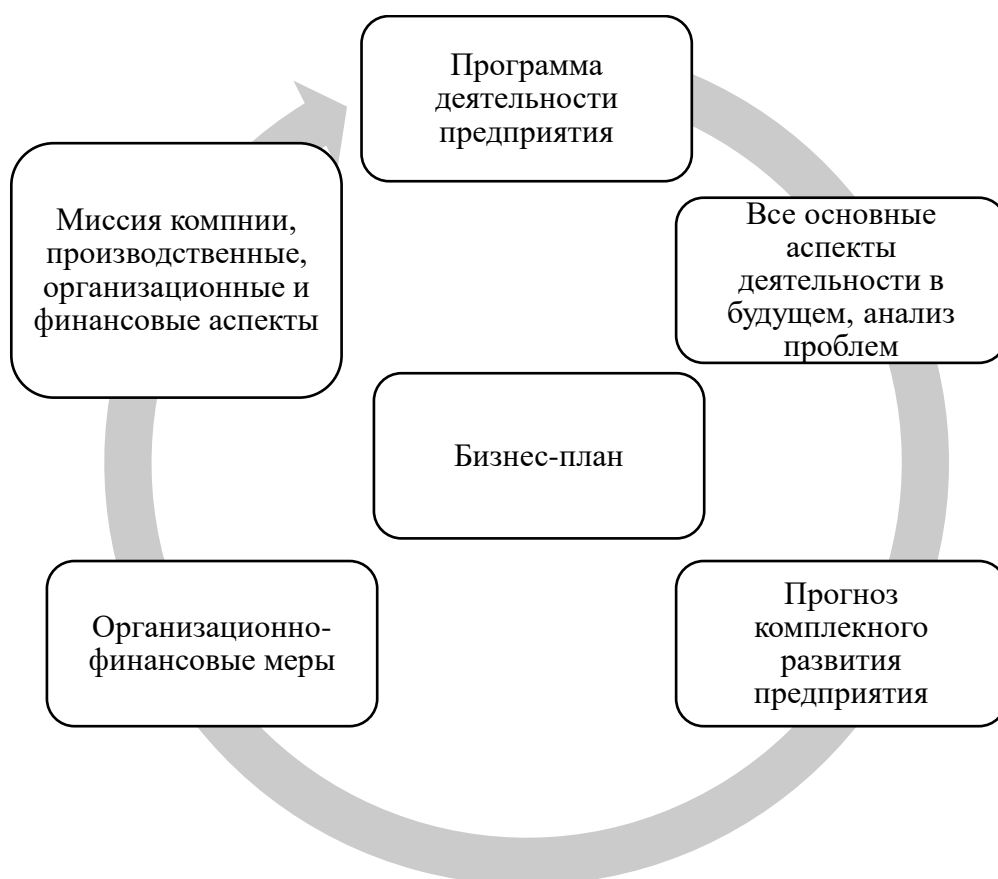 Программа
деятельности
предприятия
Все основные
аспекты
деятельности в
будущем, анализ
проблем
Прогноз
комплекного
развития
предприятия
Организационно-
финансовые меры
Миссия компнии,
производственные,
организационные и
финансовые аспекты
Бизнес-план